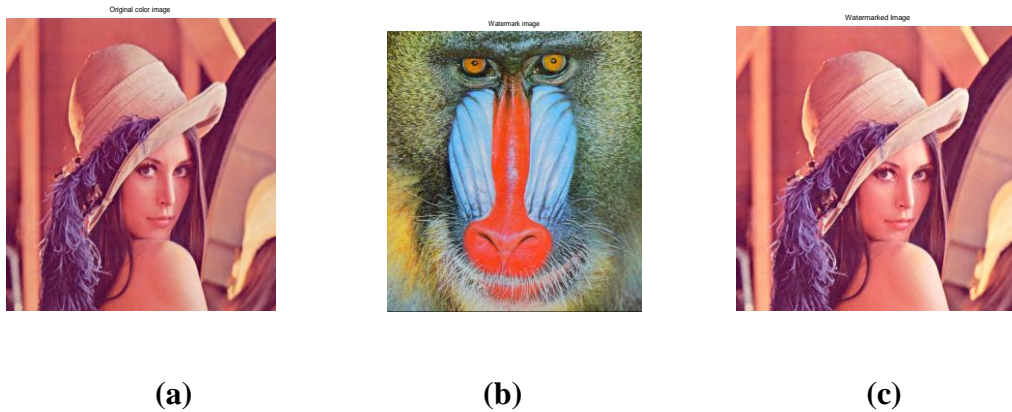 Original color image
Watermark image
Watermarked Image
(a)
(b)
(c)